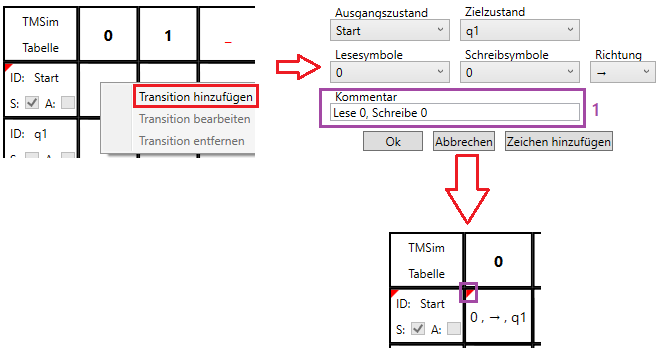 TMSim
Tabelle
0
1
_
ID: Start
S: A:
ID: q1
S: A:
Transition hinzufügen
Transition bearbeiten
Transition entfernen
Ausgangszustand Zielzustand
Start q1
Lesesymbole Schreibsymbole Richtung
0 0 →
Kommentar
Lese 0, Schreibe 0
1
Ok Abbrechen Zeichen hinzufügen
TMSim
Tabelle
0
ID: Start
S: A:
0 , → , q1